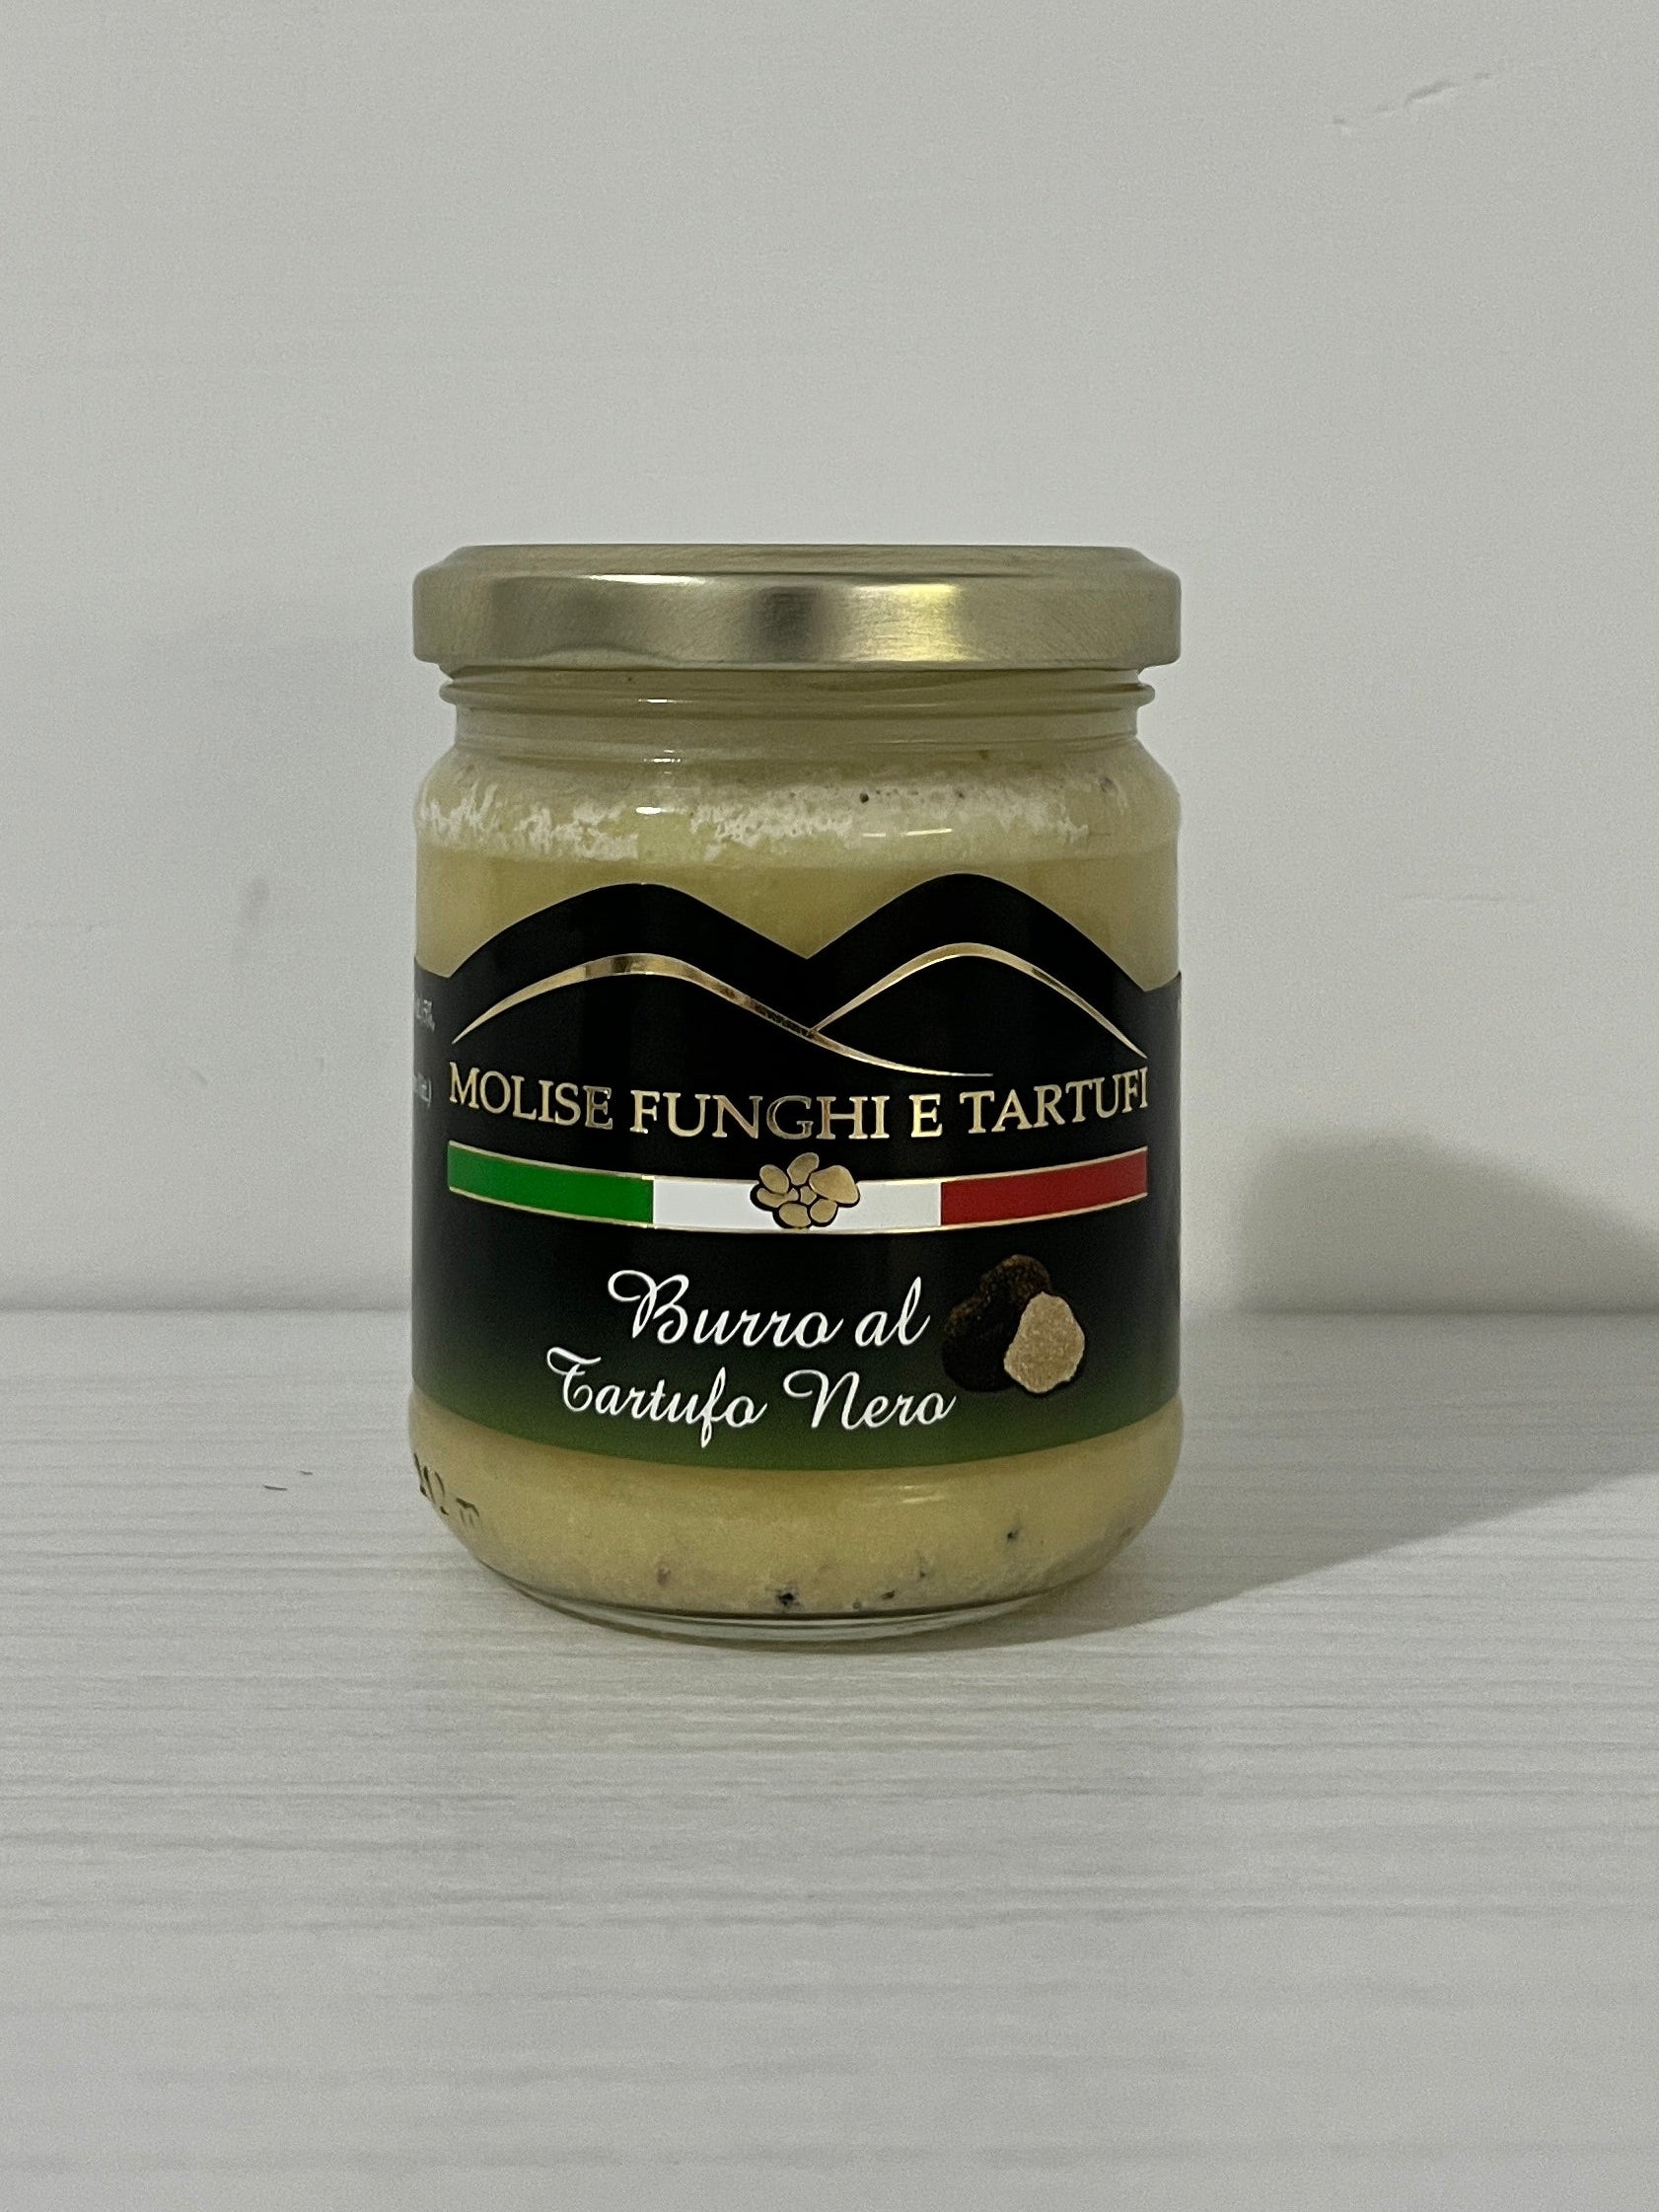 MOLISE FUNGHI E TARTUFI
Burro al
Tartufo Nero